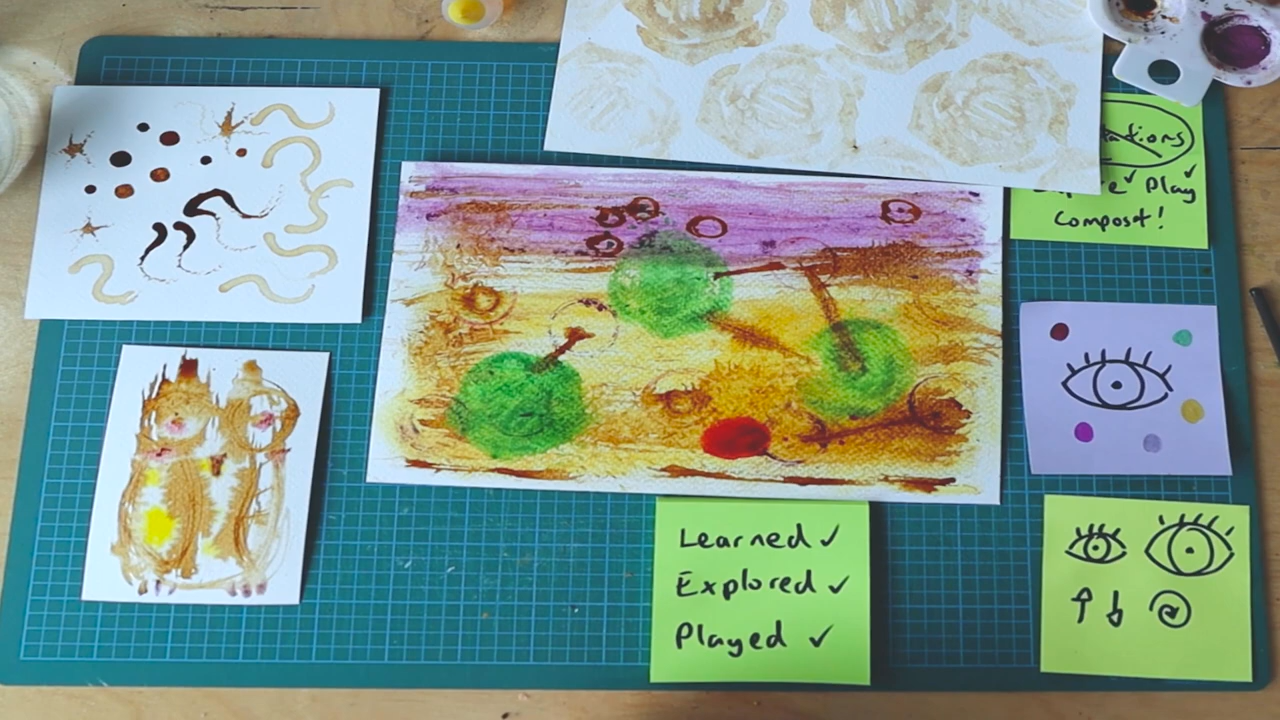 Play
Compost!
Learned ✓
Explored ✓
Played ✓